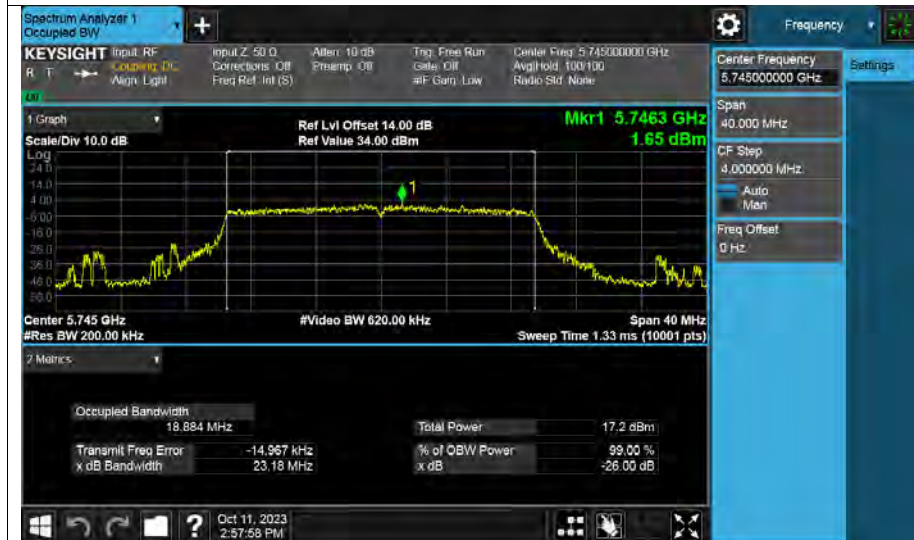 Spectrum Analyzer 1
Occupied BW
+
Frequency
KEYSIGHT Input: RF Input Z: 50 Ω Atten: 10 dB Trig: Free Run Center Freq: 5.745000000 GHz
R T Coupling: DC Corrections: Off Preamp: Off Gate: Off Avg|Hold: 100/100
Align: Light Freq Ref: Int (S) #IF Gain: Low Radio Std: None
1 Graph
Scale/Div 10.0 dB
Ref Lvl Offset 14.00 dB
Ref Value 34.00 dBm
Mkr1 5.7463 GHz
1.65 dBm
Log
24.0
14.0
4.00
-6.00
-16.0
-26.0
-36.0
-46.0
-56.0
1
Center 5.745 GHz #Video BW 620.00 kHz Span 40 MHz
#Res BW 200.00 kHz Sweep Time 1.33 ms (10001 pts)
2 Metrics
Occupied Bandwidth
18.884 MHz
Total Power 17.2 dBm
Transmit Freq Error -14.967 kHz % of OBW Power 99.00 %
x dB Bandwidth 23.18 MHz x dB -26.00 dB
Center Frequency
5.745000000 GHz
Settings
Span
40.000 MHz
CF Step
4.000000 MHz
Auto
Man
Freq Offset
0 Hz
? Oct 11, 2023
2:57:58 PM